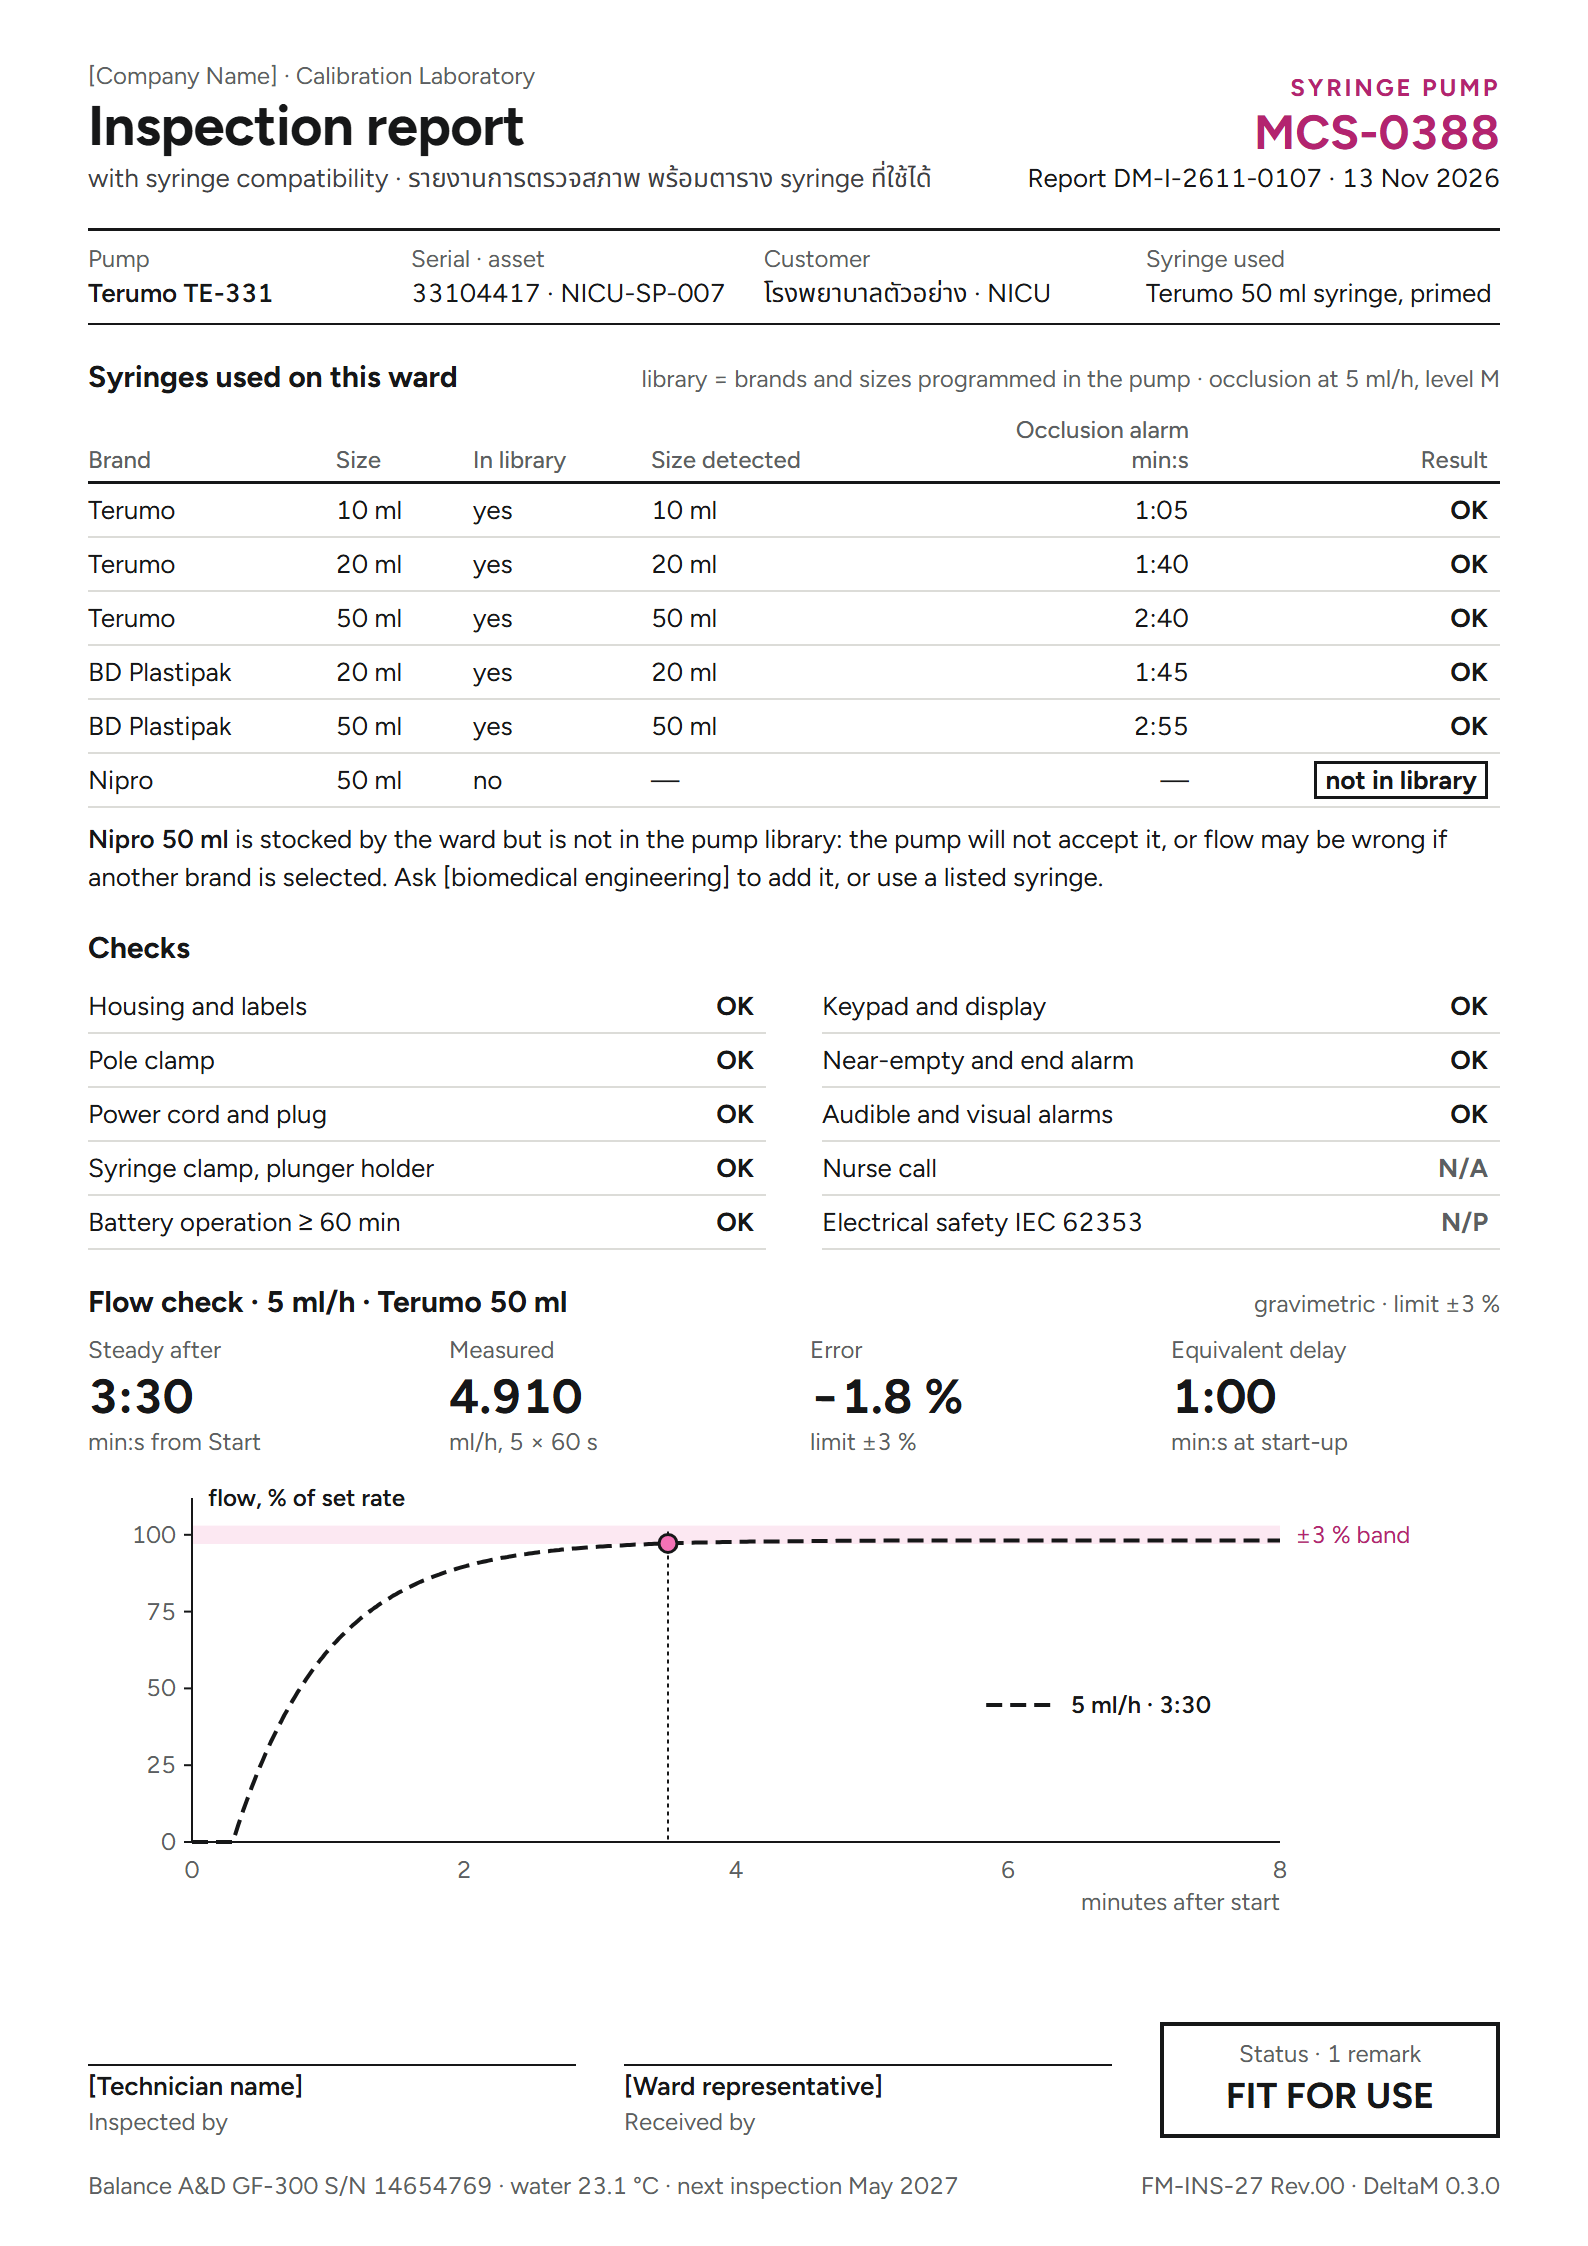 [Company Name] · Calibration Laboratory
Inspection report
with syringe compatibility · รายงานการตรวจสภาพ พร้อมตาราง syringe ที่ใช้ได้
SYRINGE PUMP
MCS-0388
Report DM-I-2611-0107 · 13 Nov 2026
Pump Serial · asset Customer Syringe used
Terumo TE-331 33104417 · NICU-SP-007 โรงพยาบาลตัวอย่าง · NICU Terumo 50 ml syringe, primed
Syringes used on this ward library = brands and sizes programmed in the pump · occlusion at 5 ml/h, level M
Occlusion alarm
Brand Size In library Size detected min:s Result
Terumo 10 ml yes 10 ml 1:05 OK
Terumo 20 ml yes 20 ml 1:40 OK
Terumo 50 ml yes 50 ml 2:40 OK
BD Plastipak 20 ml yes 20 ml 1:45 OK
BD Plastipak 50 ml yes 50 ml 2:55 OK
Nipro 50 ml no — — not in library
Nipro 50 ml is stocked by the ward but is not in the pump library: the pump will not accept it, or flow may be wrong if
another brand is selected. Ask [biomedical engineering] to add it, or use a listed syringe.
Checks
Housing and labels OK Keypad and display OK
Pole clamp OK Near-empty and end alarm OK
Power cord and plug OK Audible and visual alarms OK
Syringe clamp, plunger holder OK Nurse call N/A
Battery operation ≥ 60 min OK Electrical safety IEC 62353 N/P
Flow check · 5 ml/h · Terumo 50 ml gravimetric · limit ±3 %
Steady after Measured Error Equivalent delay
3:30 4.910 −1.8 % 1:00
min:s from Start ml/h, 5 × 60 s limit ±3 % min:s at start-up
flow, % of set rate
100 ±3 % band
75
50
5 ml/h · 3:30
25
0
0 2 4 6 8
minutes after start
[Technician name]
Inspected by
[Ward representative]
Received by
Status · 1 remark
FIT FOR USE
Balance A&D GF-300 S/N 14654769 · water 23.1 °C · next inspection May 2027 FM-INS-27 Rev.00 · DeltaM 0.3.0